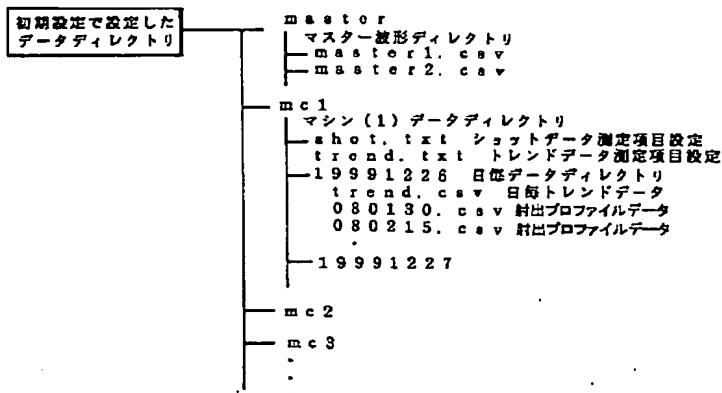 初期設定で設定した
データディレクトリ
master
マスター波形ディレクトリ
master1.csv
master2.csv
mc1
マシン(1)データディレクトリ
shot.txt ショットデータ測定項目設定
trend.txt トレンドデータ測定項目設定
19991226 日毎データディレクトリ
trend.csv 日毎トレンドデータ
080130.csv 射出プロファイルデータ
080215.csv 射出プロファイルデータ
19991227
mc2
mc3